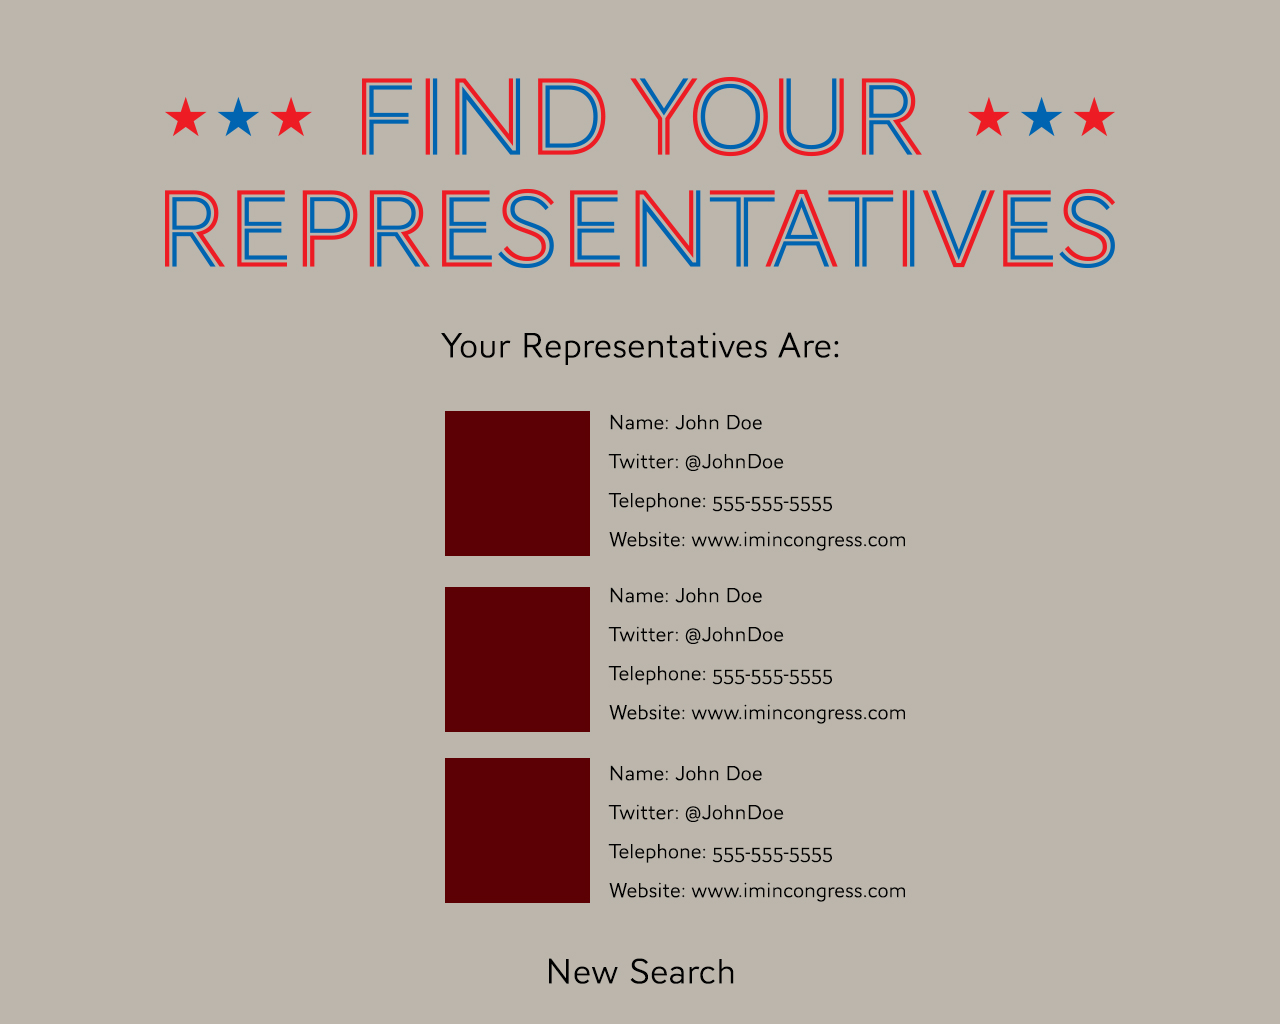 FIND YOUR
REPRESENTATIVES
Your Representatives Are:
Name: John Doe
Twitter: @JohnDoe
Telephone: 555-555-5555
Website: www.imincongress.com
Name: John Doe
Twitter: @JohnDoe
Telephone: 555-555-5555
Website: www.imincongress.com
Name: John Doe
Twitter: @JohnDoe
Telephone: 555-555-5555
Website: www.imincongress.com
New Search